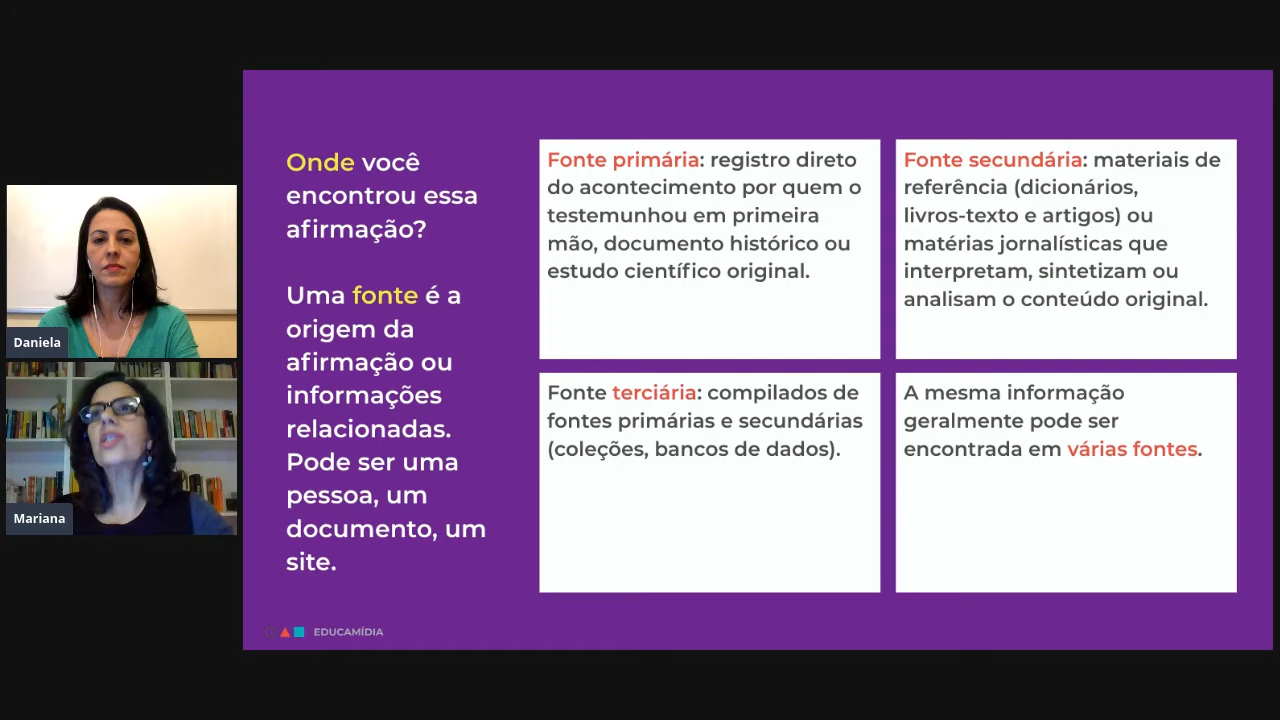 Onde você
encontrou essa
afirmação?
Uma fonte é a
origem da
afirmação ou
informações
relacionadas.
Pode ser uma
pessoa, um
documento, um
site.
Fonte primária: registro direto
do acontecimento por quem o
testemunhou em primeira
mão, documento histórico ou
estudo científico original.
Fonte secundária: materiais de
referência (dicionários,
livros-texto e artigos) ou
matérias jornalísticas que
interpretam, sintetizam ou
analisam o conteúdo original.
Fonte terciária: compilados de
fontes primárias e secundárias
(coleções, bancos de dados).
A mesma informação
geralmente pode ser
encontrada em várias fontes.
Daniela
Mariana
EDUCAMÍDIA